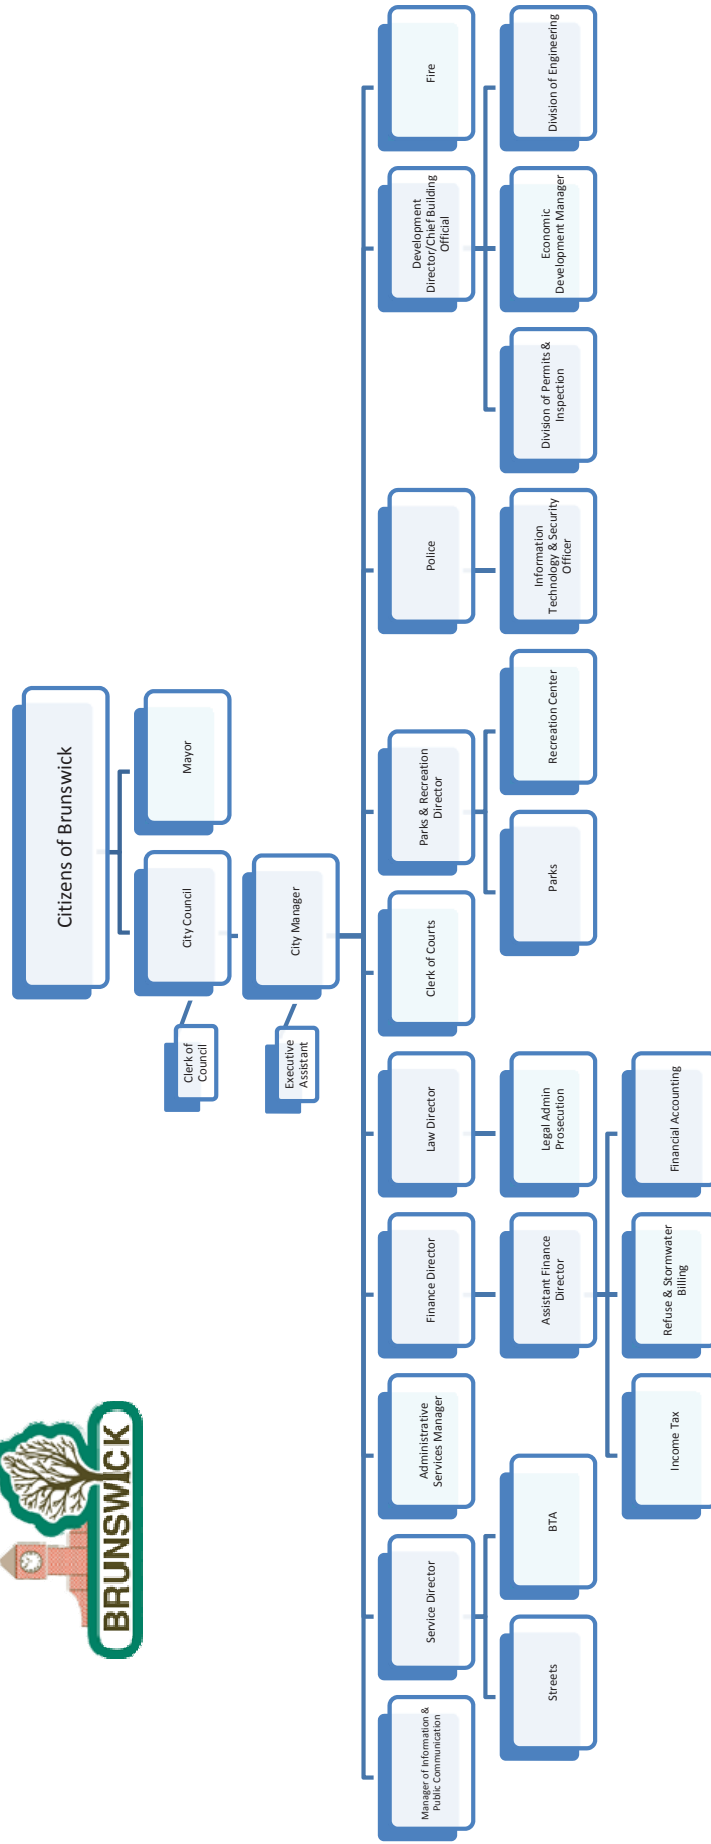 BRUNSWICK
Citizens of Brunswick
City Council
Mayor
Clerk of
Council
City Manager
Executive
Assistant
Manager of Information &
Public Communication
Service Director
Administrative
Services Manager
Finance Director
Law Director
Clerk of Courts
Parks & Recreation
Director
Police
Development
Director/Chief Building
Official
Fire
Streets
BTA
Assistant Finance
Director
Legal Admin
Prosecution
Parks
Recreation Center
Information
Technology & Security
Officer
Division of Permits &
Inspection
Economic
Development Manager
Division of Engineering
Income Tax
Refuse & Stormwater
Billing
Financial Accounting